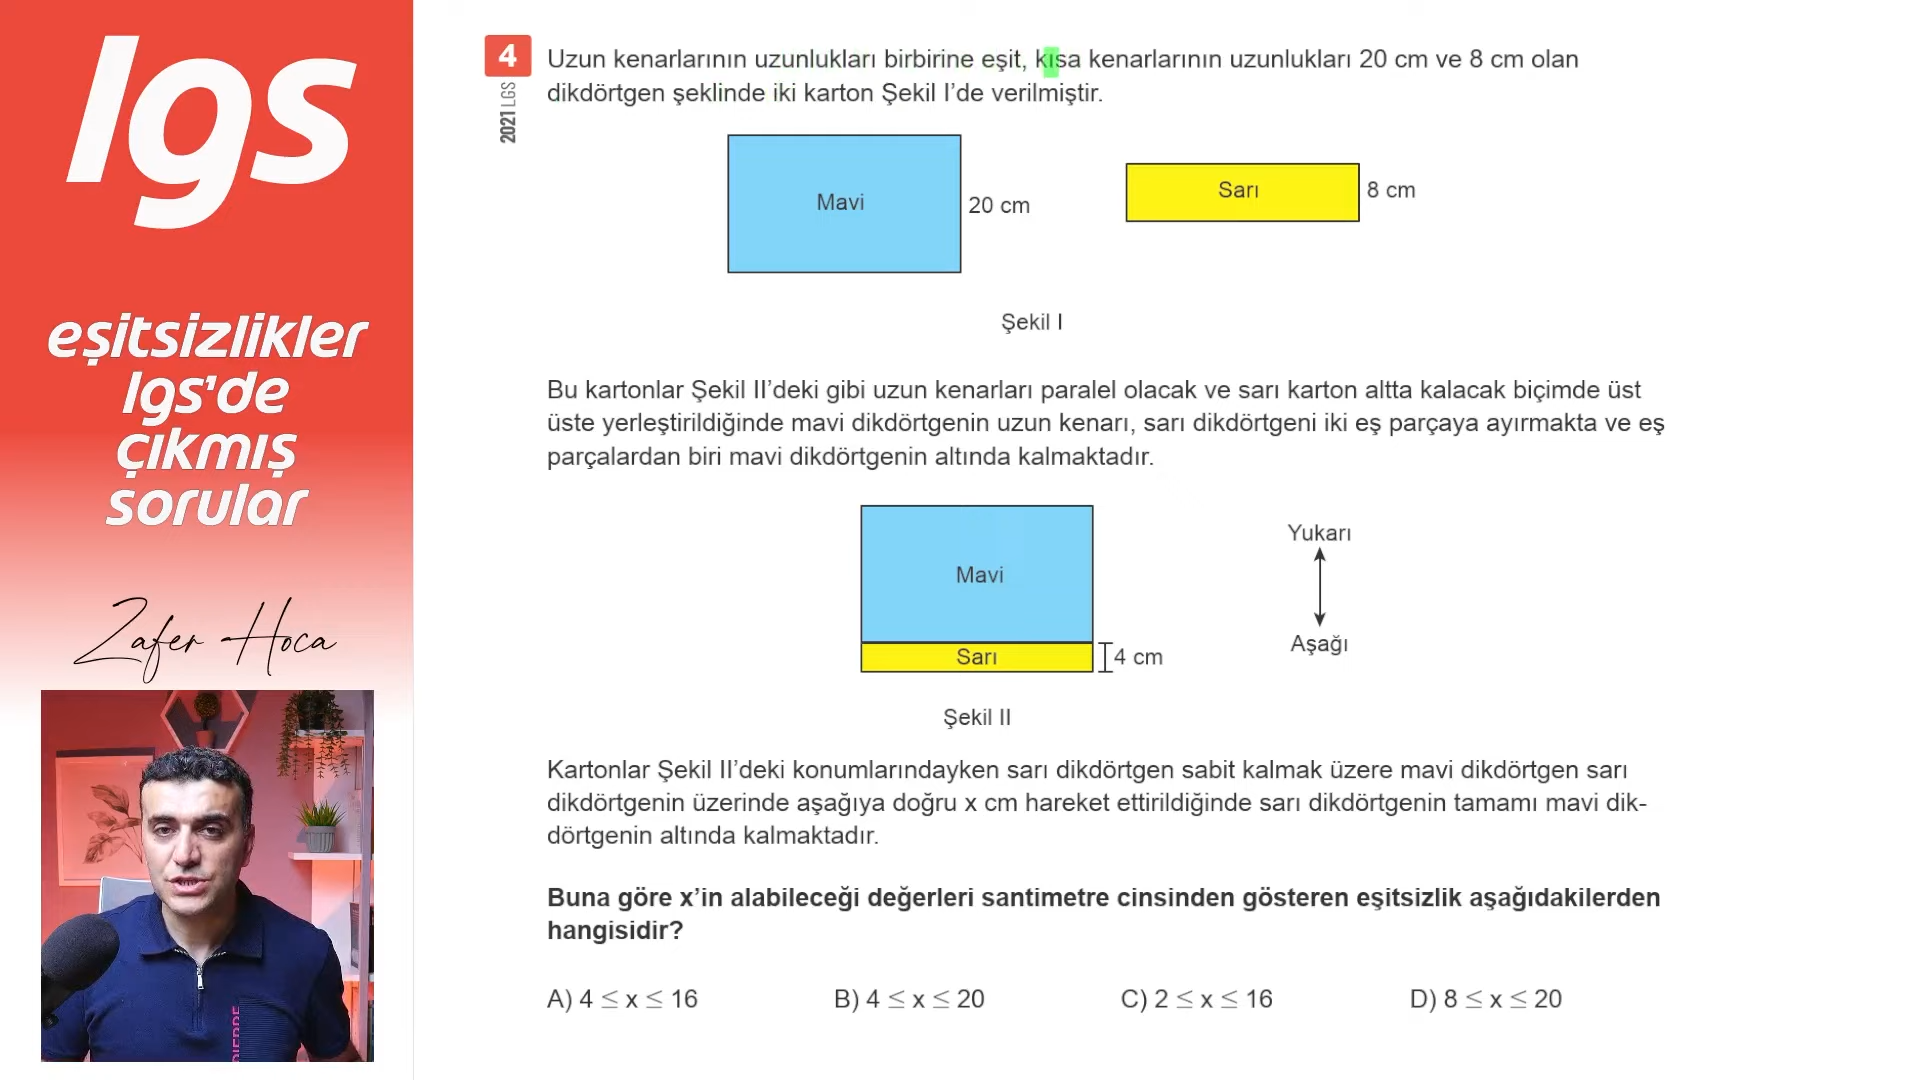 lgs
eşitsizlikler
lgs'de
çıkmış
sorular
Zafer Hoca
4
2021 LGS
Uzun kenarlarının uzunlukları birbirine eşit, kısa kenarlarının uzunlukları 20 cm ve 8 cm olan
dikdörtgen şeklinde iki karton Şekil I’de verilmiştir.
Mavi
20 cm
Sarı
8 cm
Şekil I
Bu kartonlar Şekil II’deki gibi uzun kenarları paralel olacak ve sarı karton altta kalacak biçimde üst
üste yerleştirildiğinde mavi dikdörtgenin uzun kenarı, sarı dikdörtgeni iki eş parçaya ayırmakta ve eş
parçalardan biri mavi dikdörtgenin altında kalmaktadır.
Mavi
Sarı
4 cm
Yukarı
Aşağı
Şekil II
Kartonlar Şekil II’deki konumlarındayken sarı dikdörtgen sabit kalmak üzere mavi dikdörtgen sarı
dikdörtgenin üzerinde aşağıya doğru x cm hareket ettirildiğinde sarı dikdörtgenin tamamı mavi dik-
dörtgenin altında kalmaktadır.
Buna göre x’in alabileceği değerleri santimetre cinsinden gösteren eşitsizlik aşağıdakilerden
hangisidir?
A) 4 ≤ x ≤ 16
B) 4 ≤ x ≤ 20
C) 2 ≤ x ≤ 16
D) 8 ≤ x ≤ 20